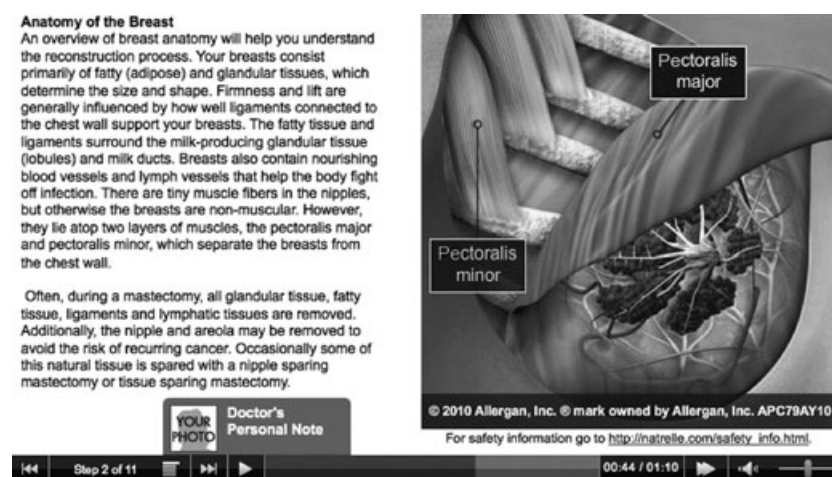 Anatomy of the Breast
An overview of breast anatomy will help you understand
the reconstruction process. Your breasts consist
primarily of fatty (adipose) and glandular tissues, which
determine the size and shape. Firmness and lift are
generally influenced by how well ligaments connected to
the chest wall support your breasts. The fatty tissue and
ligaments surround the milk-producing glandular tissue
(lobules) and milk ducts. Breasts also contain nourishing
blood vessels and lymph vessels that help the body fight
off infection. There are tiny muscle fibers in the nipples,
but otherwise the breasts are non-muscular. However,
they lie atop two layers of muscles, the pectoralis major
and pectoralis minor, which separate the breasts from
the chest wall.
Often, during a mastectomy, all glandular tissue, fatty
tissue, ligaments and lymphatic tissues are removed.
Additionally, the nipple and areola may be removed to
avoid the risk of recurring cancer. Occasionally some of
this natural tissue is spared with a nipple sparing
mastectomy or tissue sparing mastectomy.
YOUR
PHOTO
Doctor's
Personal Note
Pectoralis
major
Pectoralis
minor
© 2010 Allergan, Inc. ® mark owned by Allergan, Inc. APC79AY10
For safety information go to http://natrelle.com/safety_info.html.
Step 2 of 11
00:44 / 01:10